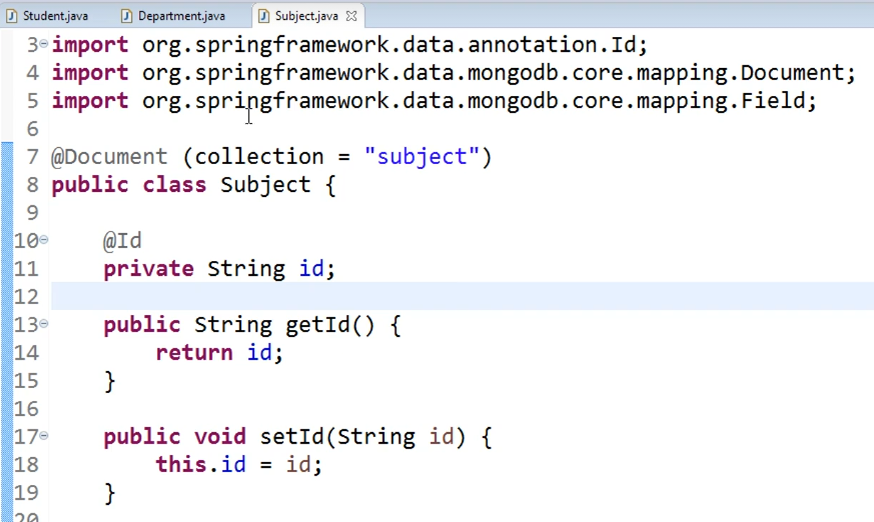 Student.java Department.java Subject.java
3 import org.springframework.data.annotation.Id;
4 import org.springframework.data.mongodb.core.mapping.Document;
5 import org.springframework.data.mongodb.core.mapping.Field;
6
7 @Document (collection = "subject")
8 public class Subject {
9
10 @Id
11 private String id;
12
13 public String getId() {
14 return id;
15 }
16
17 public void setId(String id) {
18 this.id = id;
19 }
20